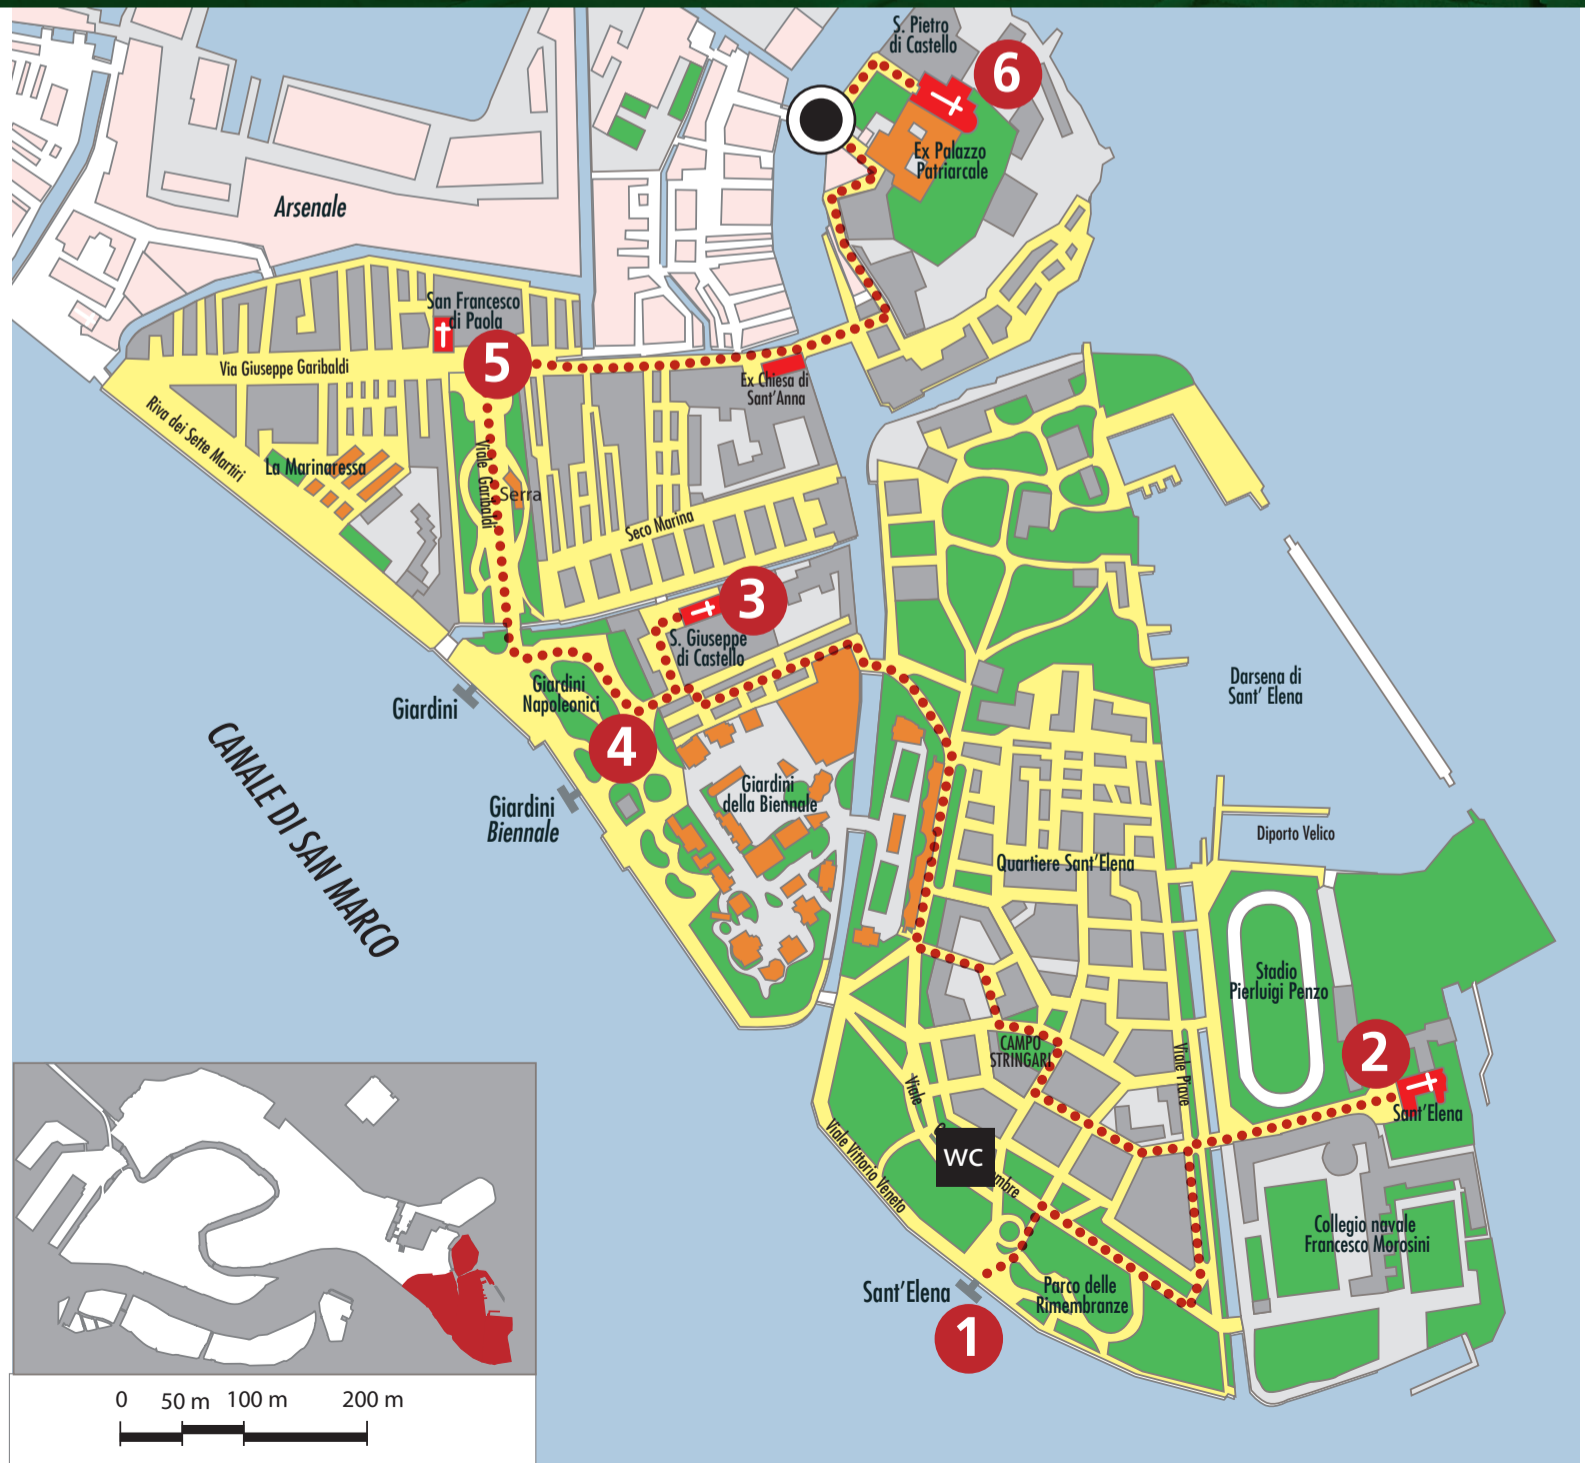 S. Pietro
di Castello
6
Ex Palazzo
Patriarcale
Arsenale
San Francesco
di Paola
5
Via Giuseppe Garibaldi
Ex Chiesa di
Sant'Anna
Riva dei Sette Martiri
La Marinaressa
Viale Garibaldi
Serra
Seco Marina
3
S. Giuseppe
di Castello
Giardini
Napoleonici
Giardini
4
Darsena di
Sant' Elena
CANALE DI SAN MARCO
Giardini
Biennale
Giardini
della Biennale
Diporto Velico
Quartiere Sant'Elena
Stadio
Pierluigi Penzo
CAMPO
STRINGARI
2
Viale Piave
Sant'Elena
Viale
WC
mbre
Viale Vittorio Veneto
Collegio navale
Francesco Morosini
Sant'Elena
Parco delle
Rimembranze
1
0 50 m 100 m 200 m